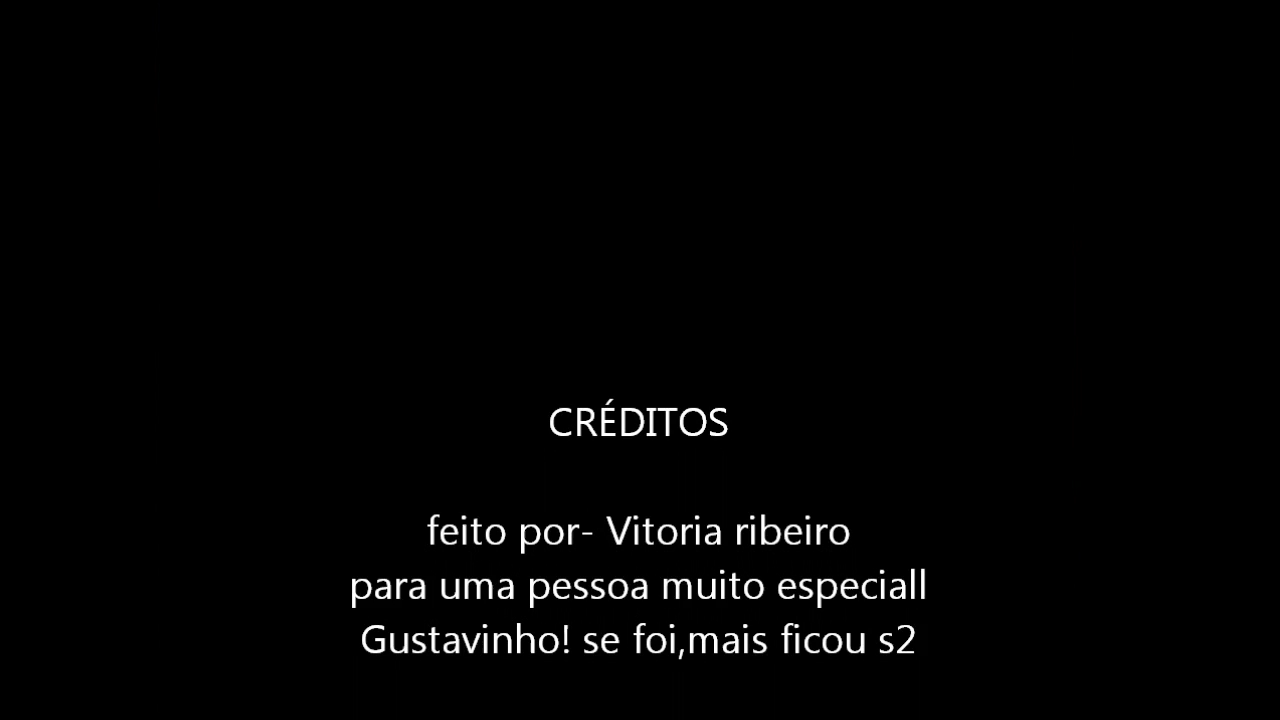 CRÉDITOS
feito por- Vitoria ribeiro
para uma pessoa muito especiall
Gustavinho! se foi,mais ficou s2